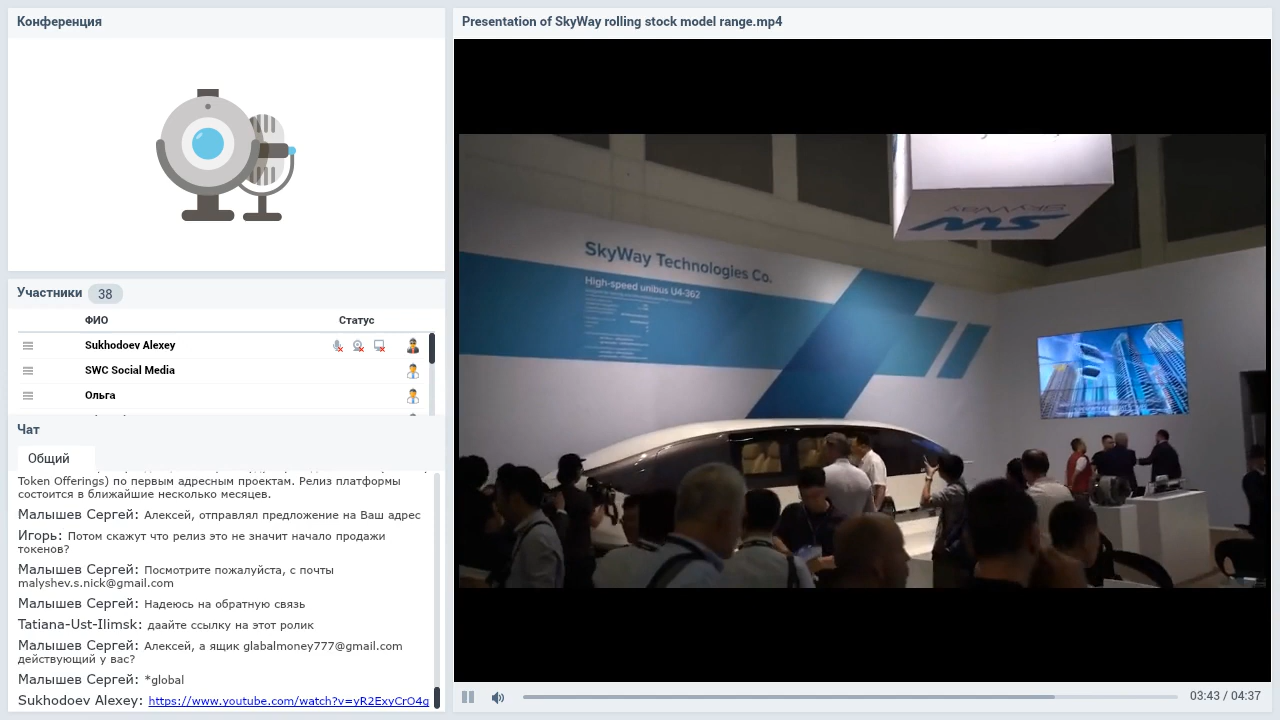 Конференция
Участники 38
ФИО Статус
Sukhodoev Alexey
SWC Social Media
Ольга
Чат
Общий
Token Offerings) по первым адресным проектам. Релиз платформы
состоится в ближайшие несколько месяцев.
Малышев Сергей: Алексей, отправлял предложение на Ваш адрес
Игорь: Потом скажут что релиз это не значит начало продажи
токенов?
Малышев Сергей: Посмотрите пожалуйста, с почты
malyshev.s.nick@gmail.com
Малышев Сергей: Надеюсь на обратную связь
Tatiana-Ust-Ilimsk: даайте ссылку на этот ролик
Малышев Сергей: Алексей, а ящик glabalmoney777@gmail.com
действующий у вас?
Малышев Сергей: *global
Sukhodoev Alexey: https://www.youtube.com/watch?v=yR2ExyCrO4g
Presentation of SkyWay rolling stock model range.mp4
SkyWay
SkyWay Technologies Co.
High-speed unibus U4-362
03:43 / 04:37